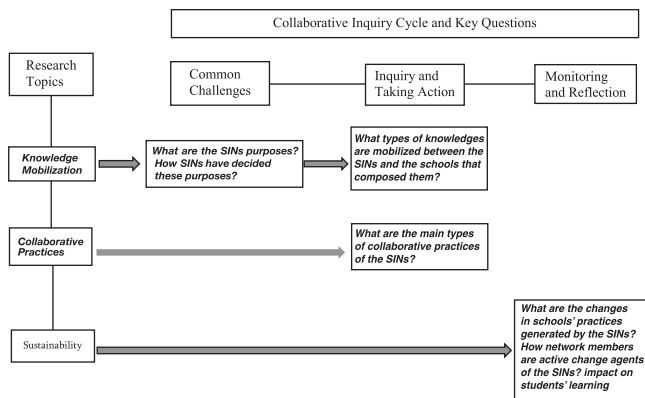 Collaborative Inquiry Cycle and Key Questions
Research
Topics
Common
Challenges
Inquiry and
Taking Action
Monitoring
and Reflection
Knowledge
Mobilization
What are the SINs purposes?
How SINs have decided
these purposes?
What types of knowledges
are mobilized between the
SINs and the schools that
composed them?
Collaborative
Practices
What are the main types
of collaborative practices
of the SINs?
Sustainability
What are the changes
in schools' practices
generated by the SINs?
How network members
are active change agents
of the SINs? impact on
students' learning